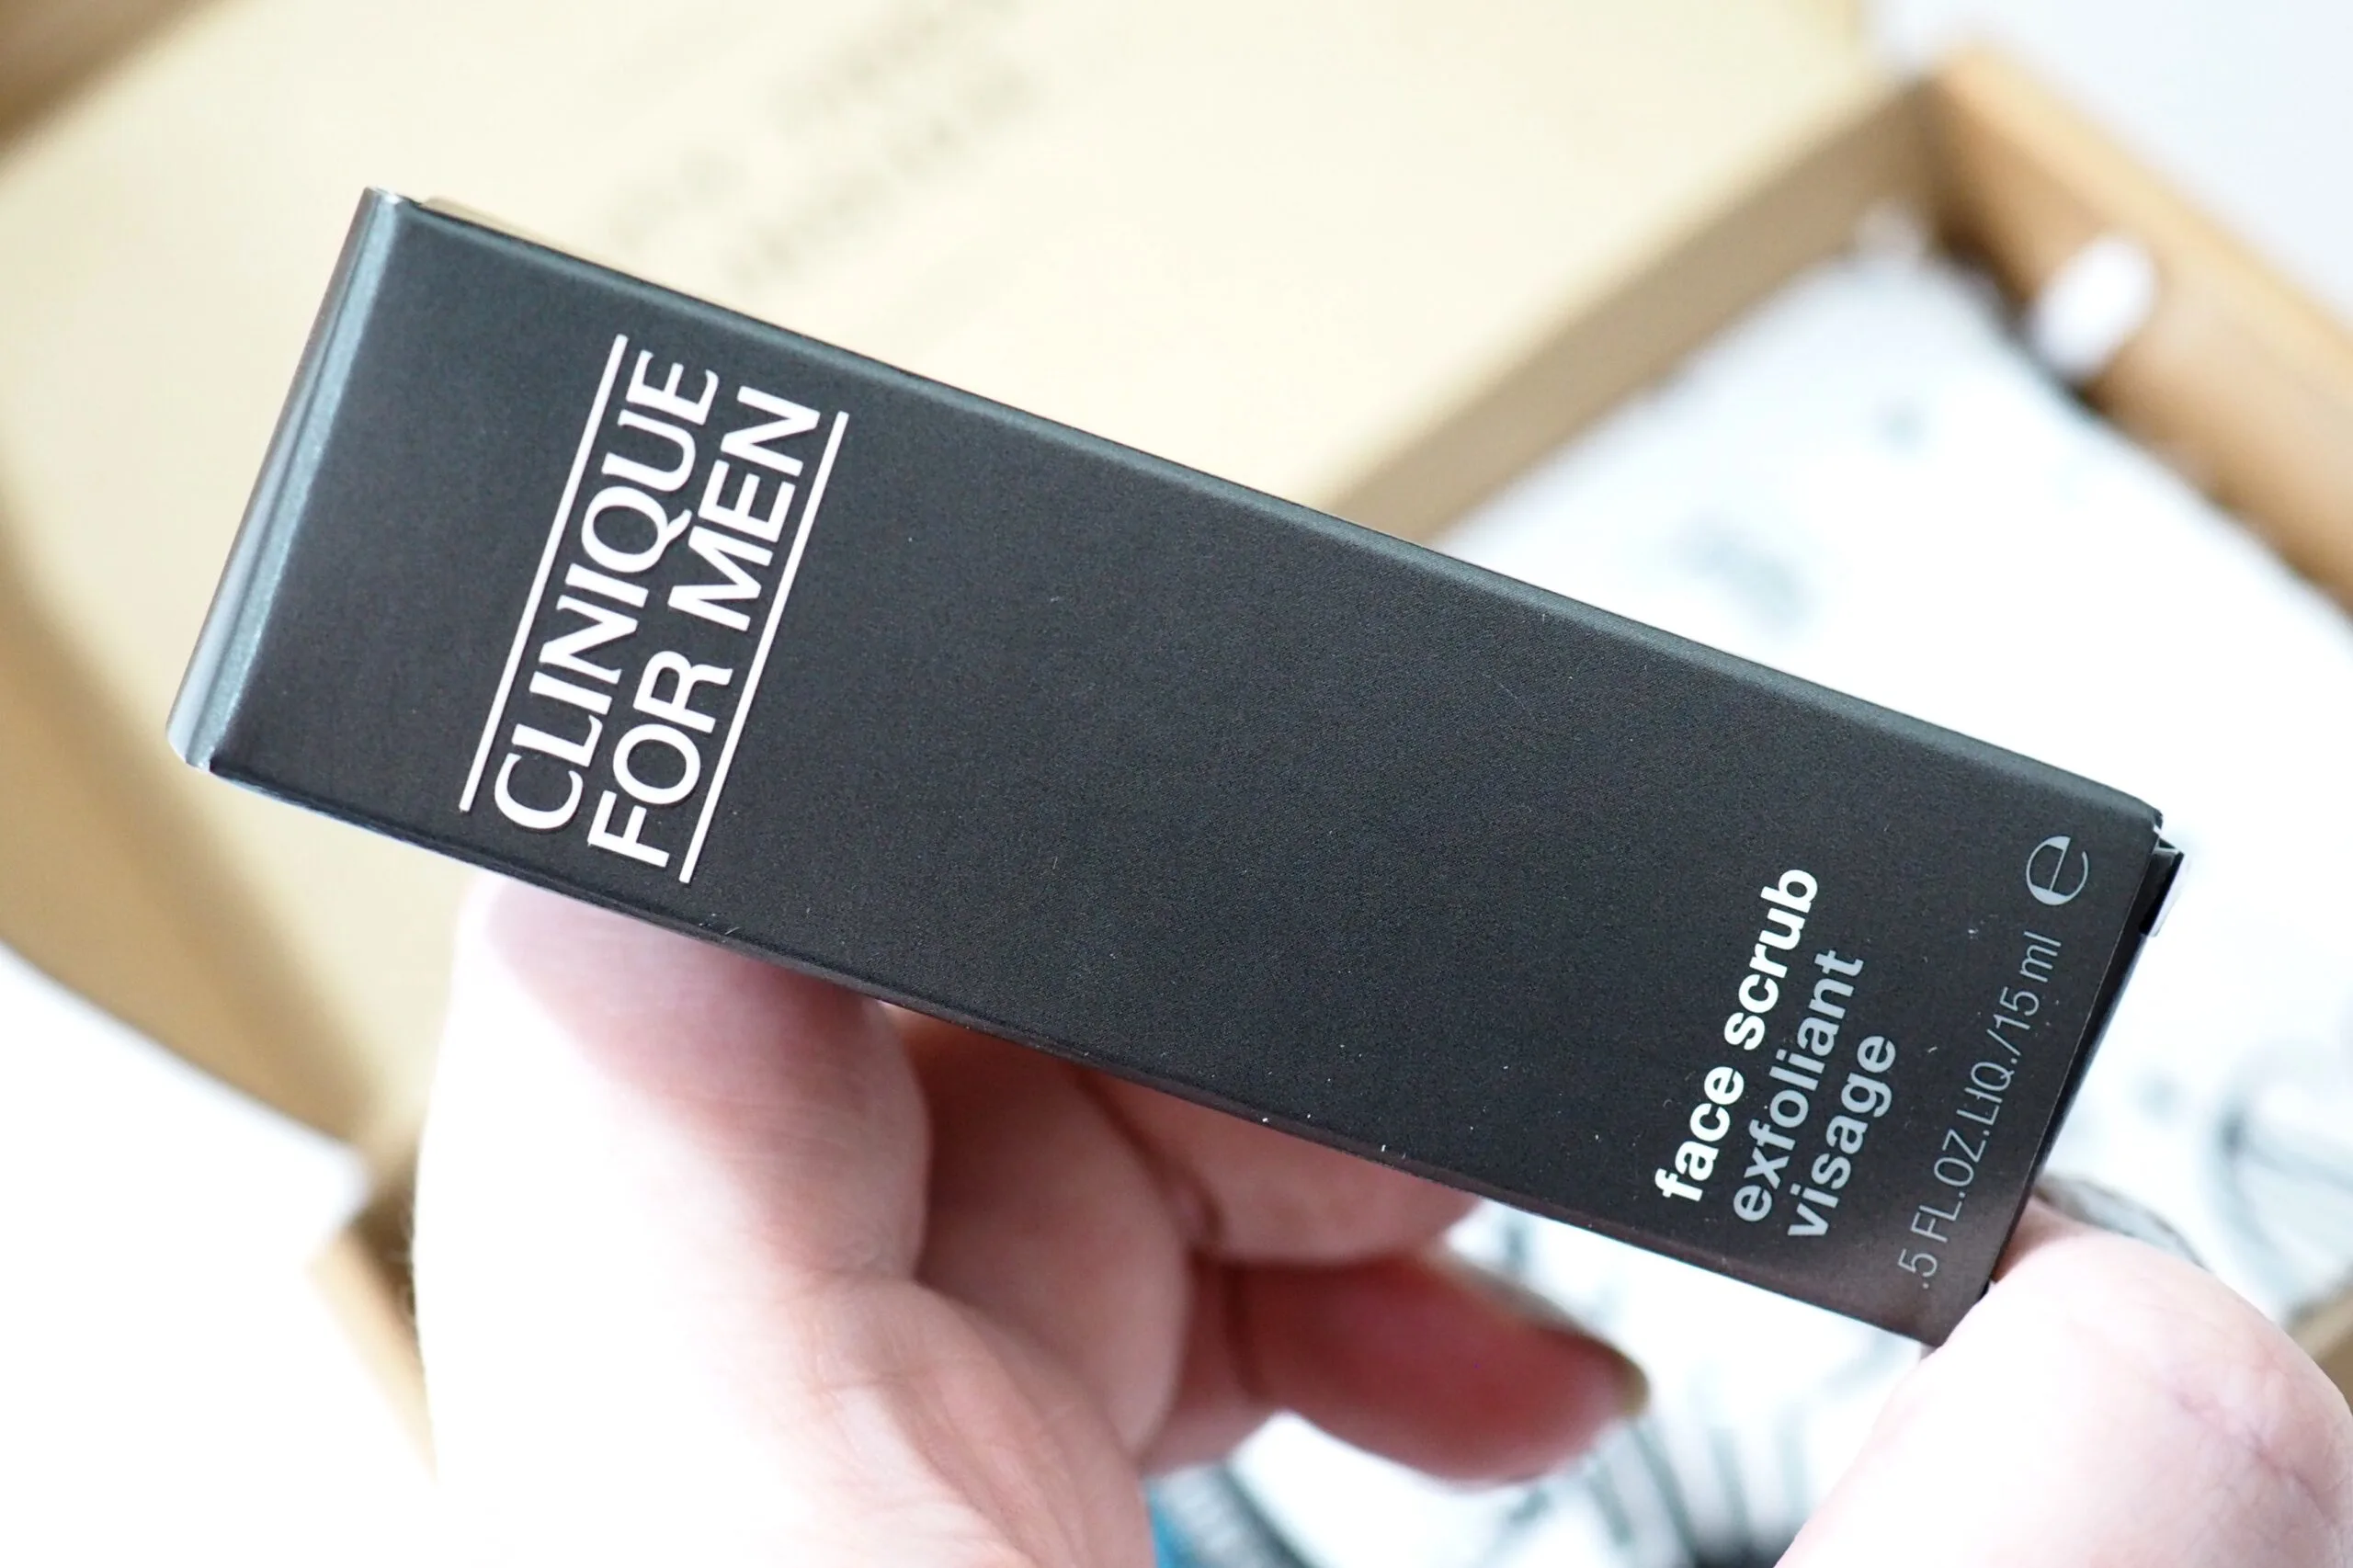 CLINIQUE
FOR MEN
face scrub
exfoliant
visage
.5 FL.OZ.LIQ./15 ml e